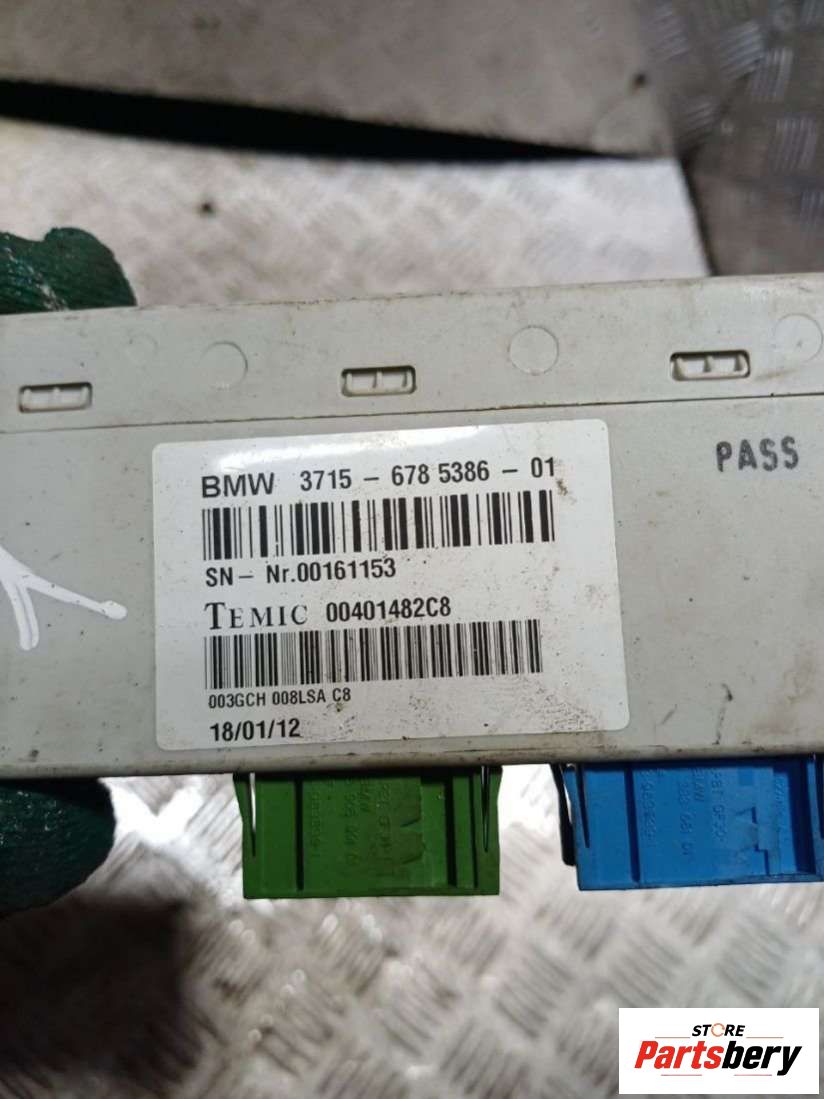 PASS
BMW 3715 - 678 5386 - 01
SN- Nr.00161153
TEMIC 00401482C8
003GCH 008LSA C8
18/01/12
STORE
Partsbery